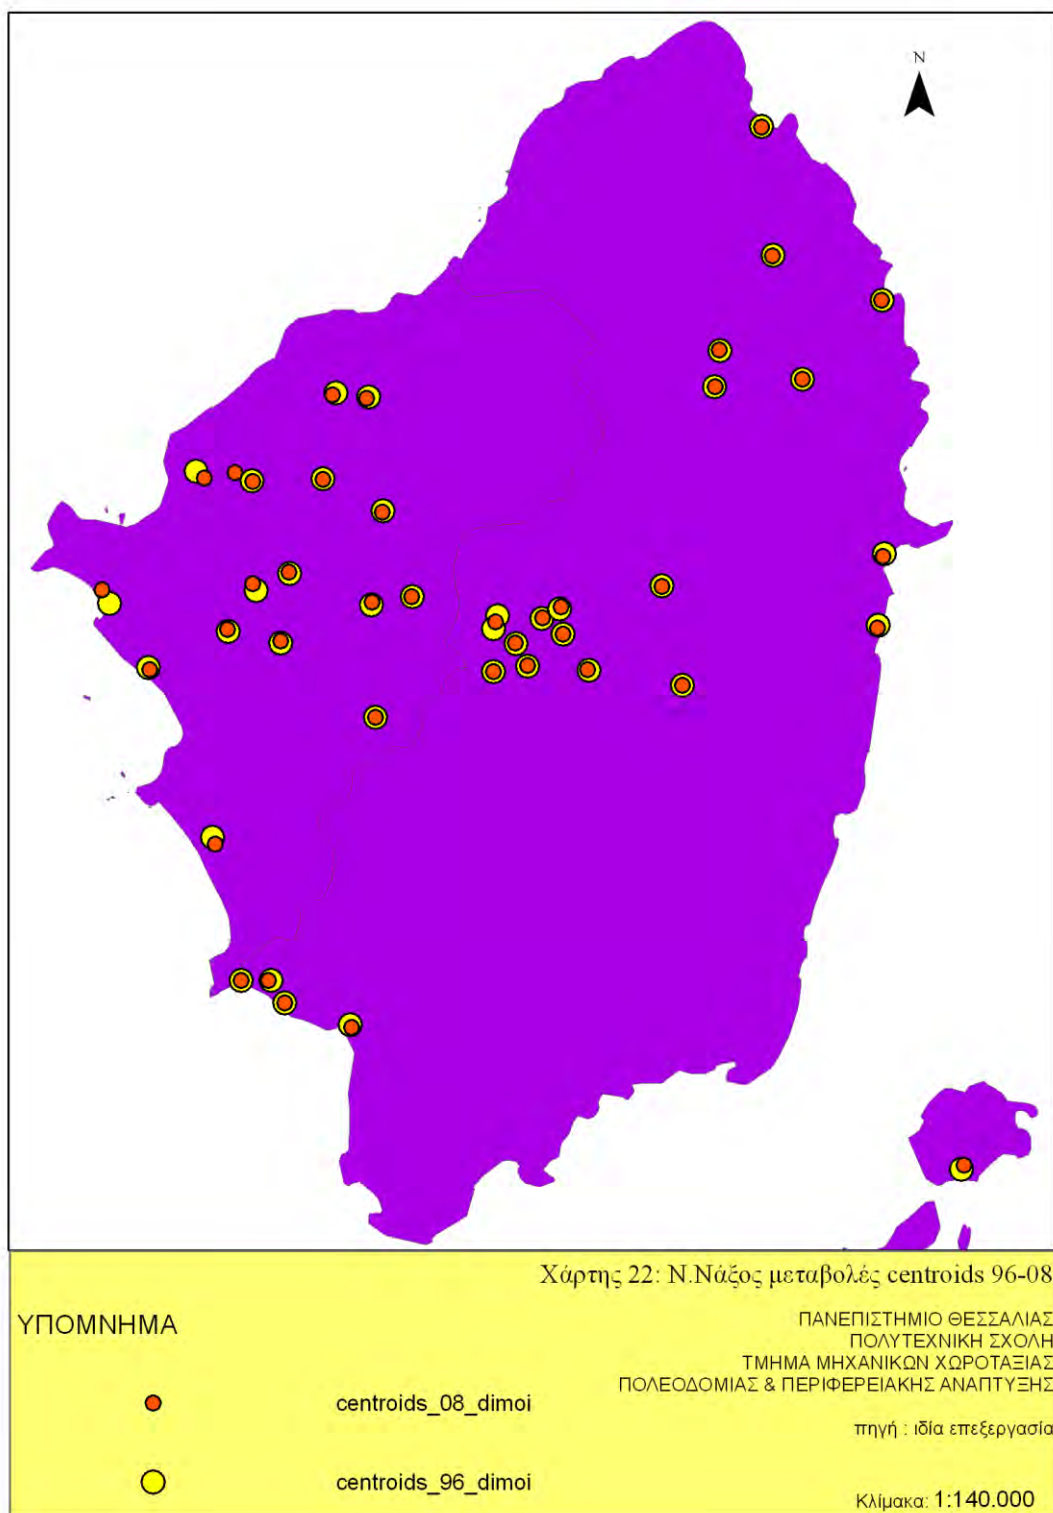 N
Χάρτης 22: Ν.Νάξος μεταβολές centroids 96-08
ΥΠΟΜΝΗΜΑ
ΠΑΝΕΠΙΣΤΗΜΙΟ ΘΕΣΣΑΛΙΑΣ
ΠΟΛΥΤΕΧΝΙΚΗ ΣΧΟΛΗ
ΤΜΗΜΑ ΜΗΧΑΝΙΚΩΝ ΧΩΡΟΤΑΞΙΑΣ
ΠΟΛΕΟΔΟΜΙΑΣ & ΠΕΡΙΦΕΡΕΙΑΚΗΣ ΑΝΑΠΤΥΞΗΣ
centroids_08_dimoi
πηγή : ιδία επεξεργασία
centroids_96_dimoi
Κλίμακα: 1:140.000